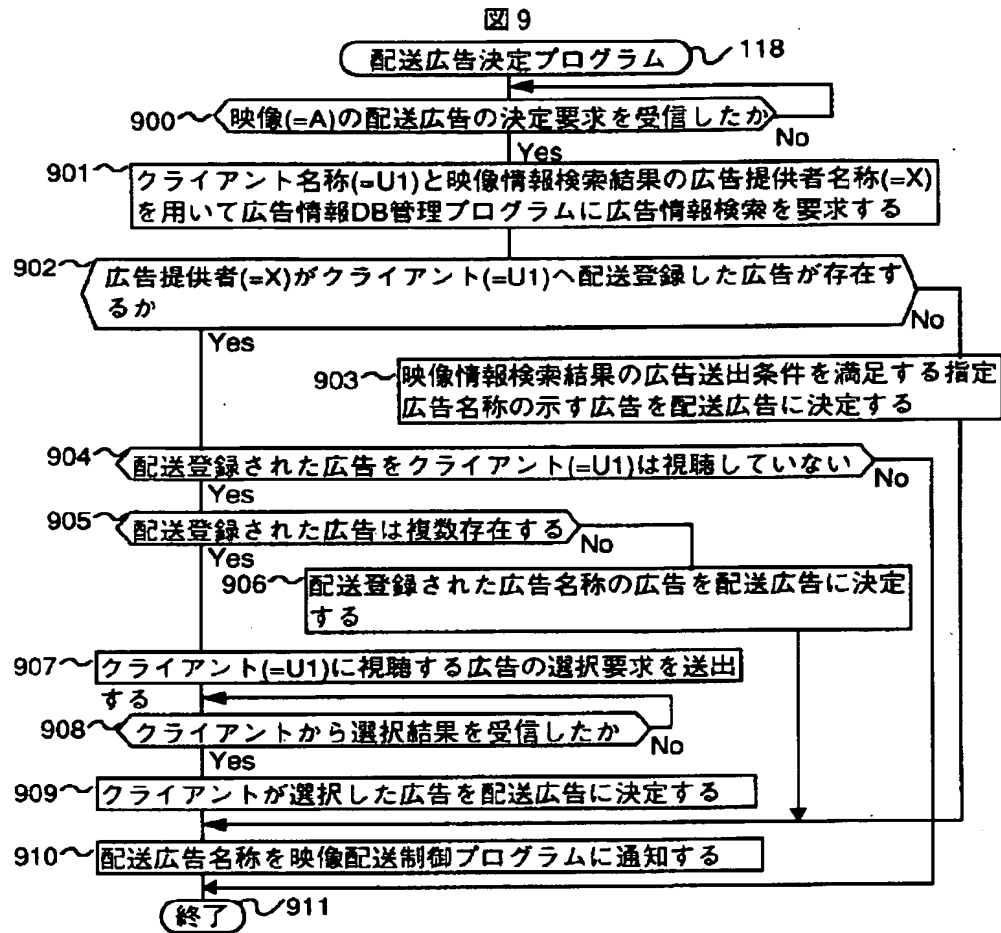 図9
配送広告決定プログラム
118
900
映像(=A)の配送広告の決定要求を受信したか
No
Yes
901
クライアント名称(=U1)と映像情報検索結果の広告提供者名称(=X)
を用いて広告情報DB管理プログラムに広告情報検索を要求する
902
広告提供者(=X)がクライアント(=U1)へ配送登録した広告が存在す
るか
No
Yes
903
映像情報検索結果の広告送出条件を満足する指定
広告名称の示す広告を配送広告に決定する
904
配送登録された広告をクライアント(=U1)は視聴していない
No
Yes
905
配送登録された広告は複数存在する
No
Yes
906
配送登録された広告名称の広告を配送広告に決定
する
907
クライアント(=U1)に視聴する広告の選択要求を送出
する
908
クライアントから選択結果を受信したか
No
Yes
909
クライアントが選択した広告を配送広告に決定する
910
配送広告名称を映像配送制御プログラムに通知する
終了
911